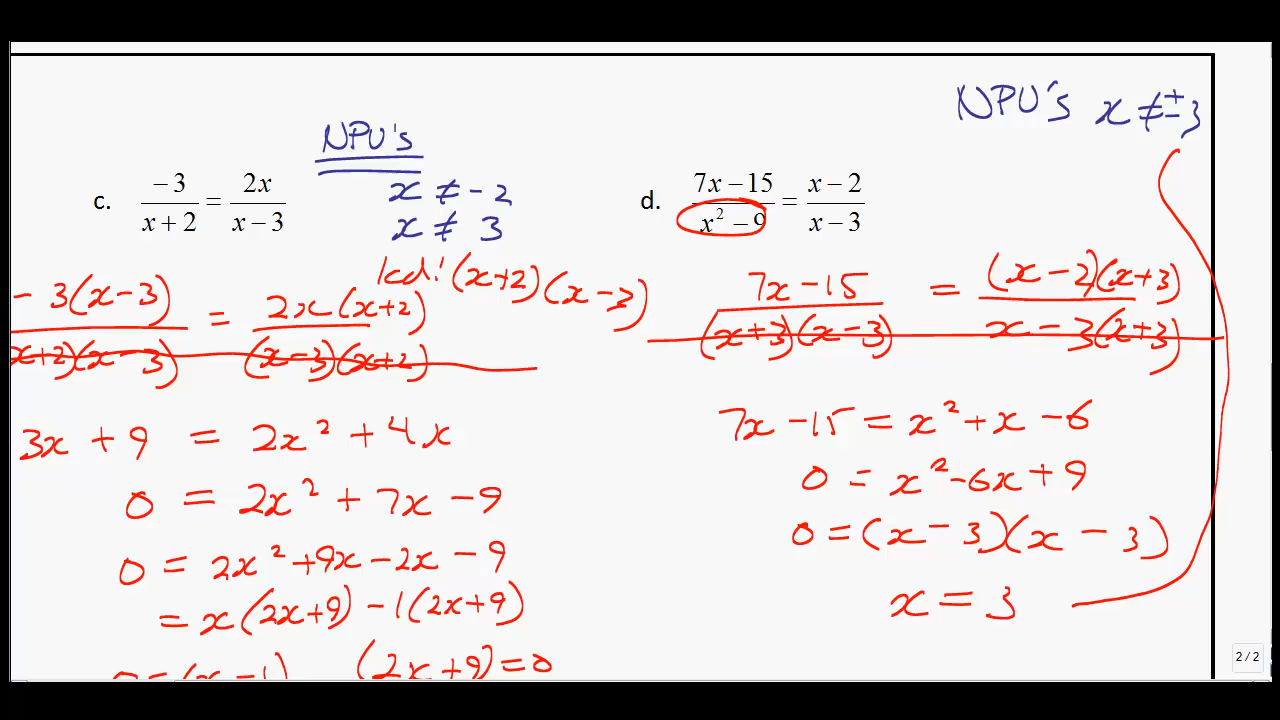 NPU's x ≠ ± 3
NPU's
c. -3/(x+2) = 2x/(x-3)
x ≠ -2
x ≠ 3
lcd: (x+2)(x-3)
-3(x-3)/(x+2)(x-3) = 2x(x+2)/(x-3)(x+2)
3x + 9 = 2x² + 4x
0 = 2x² + 7x - 9
0 = 2x² + 9x - 2x - 9
= x(2x+9) - 1(2x+9)
0 = (x-1) (2x+9) = 0
d. (7x-15)/(x²-9) = (x-2)/(x-3)
7x-15/(x+3)(x-3) = (x-2)(x+3)/x-3(x+3)
7x - 15 = x² + x - 6
0 = x² - 6x + 9
0 = (x - 3)(x - 3)
x = 3
2 / 2